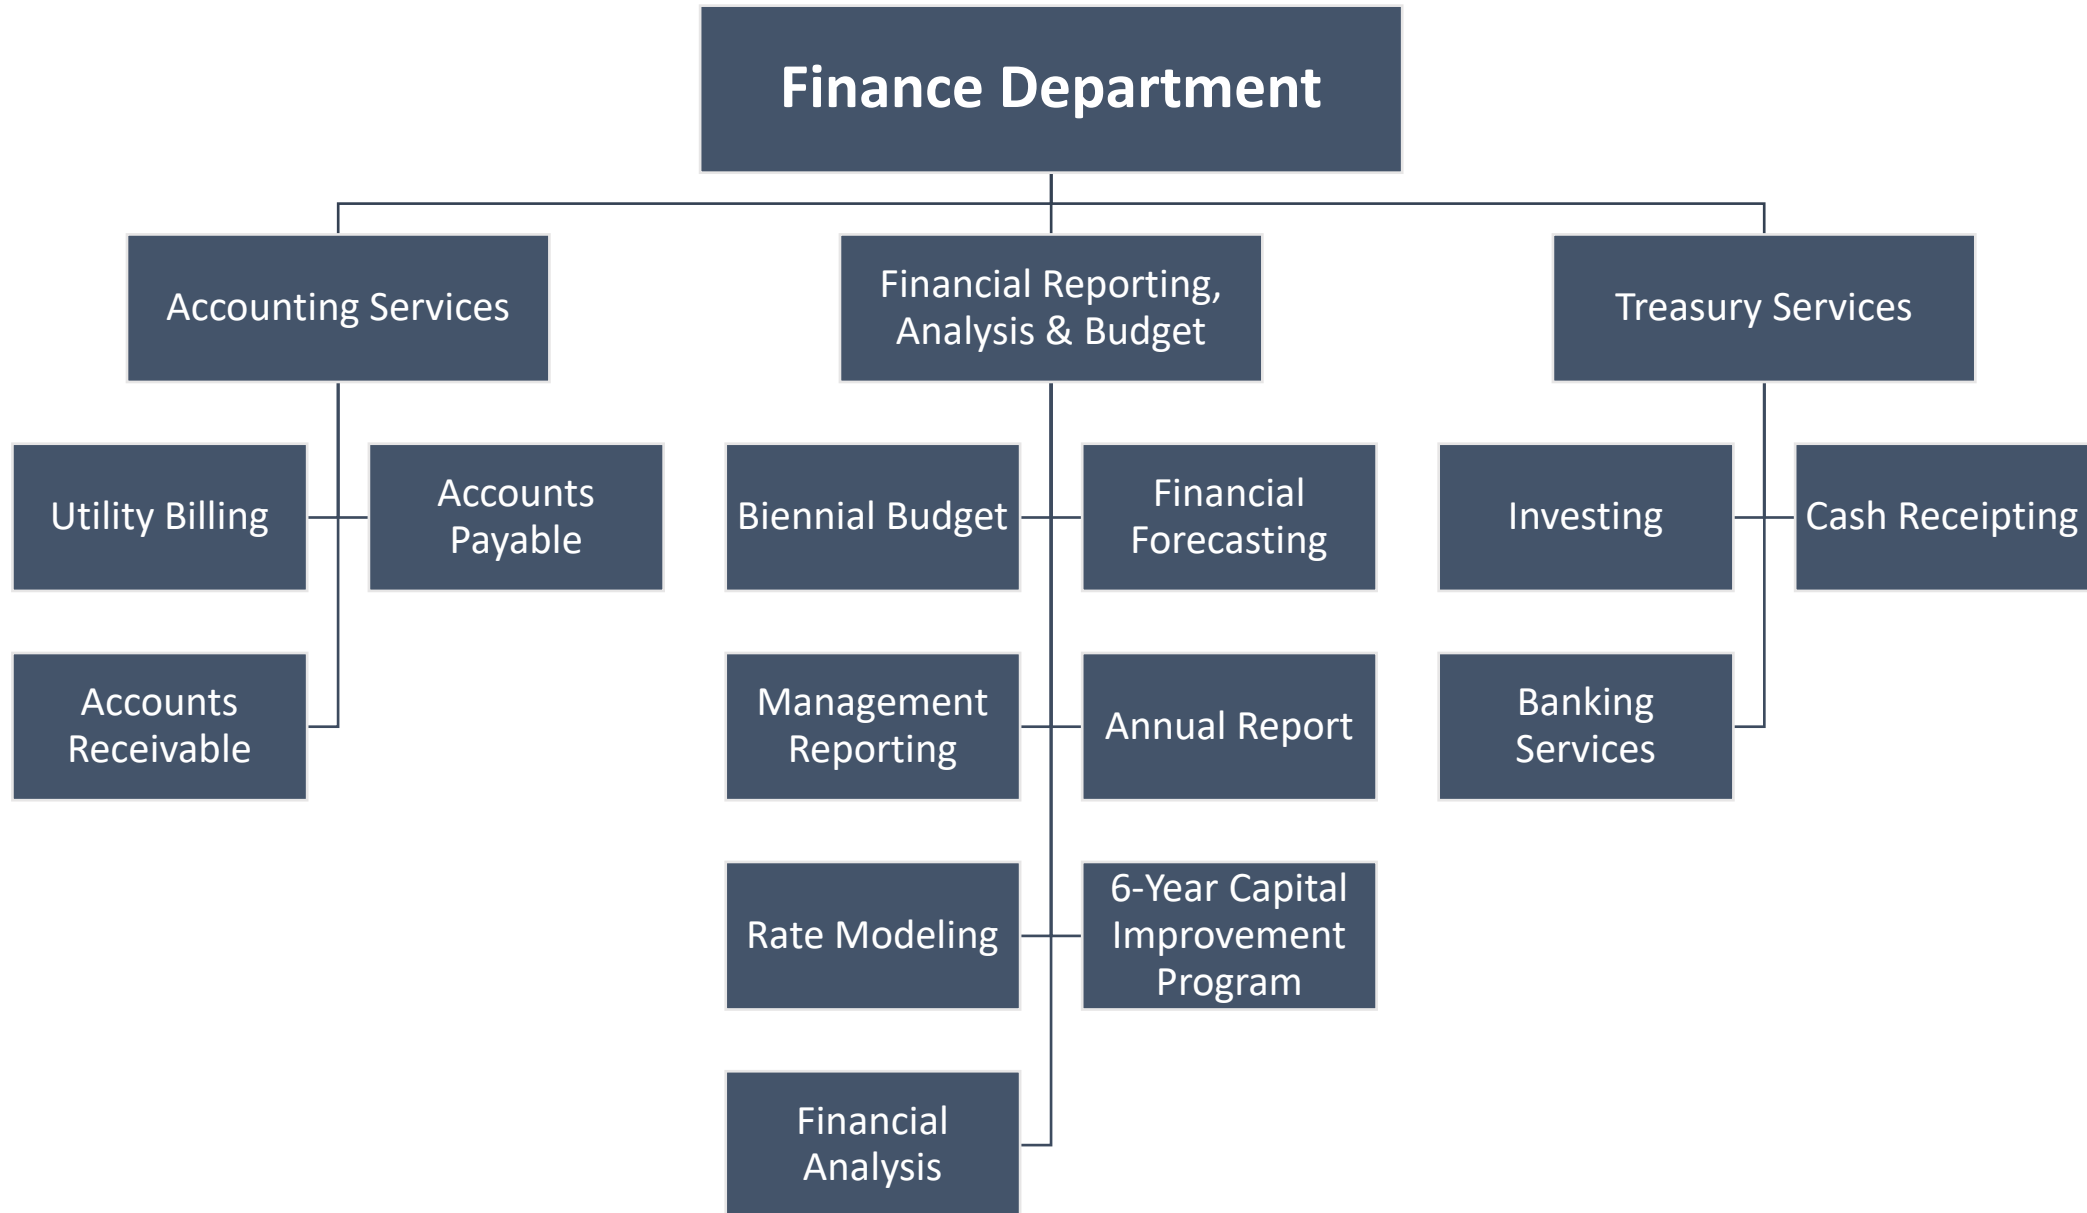 Finance Department
Accounting Services
Financial Reporting,
Analysis & Budget
Treasury Services
Utility Billing
Accounts
Payable
Biennial Budget
Financial
Forecasting
Investing
Cash Receipting
Accounts
Receivable
Management
Reporting
Annual Report
Banking
Services
Rate Modeling
6-Year Capital
Improvement
Program
Financial
Analysis